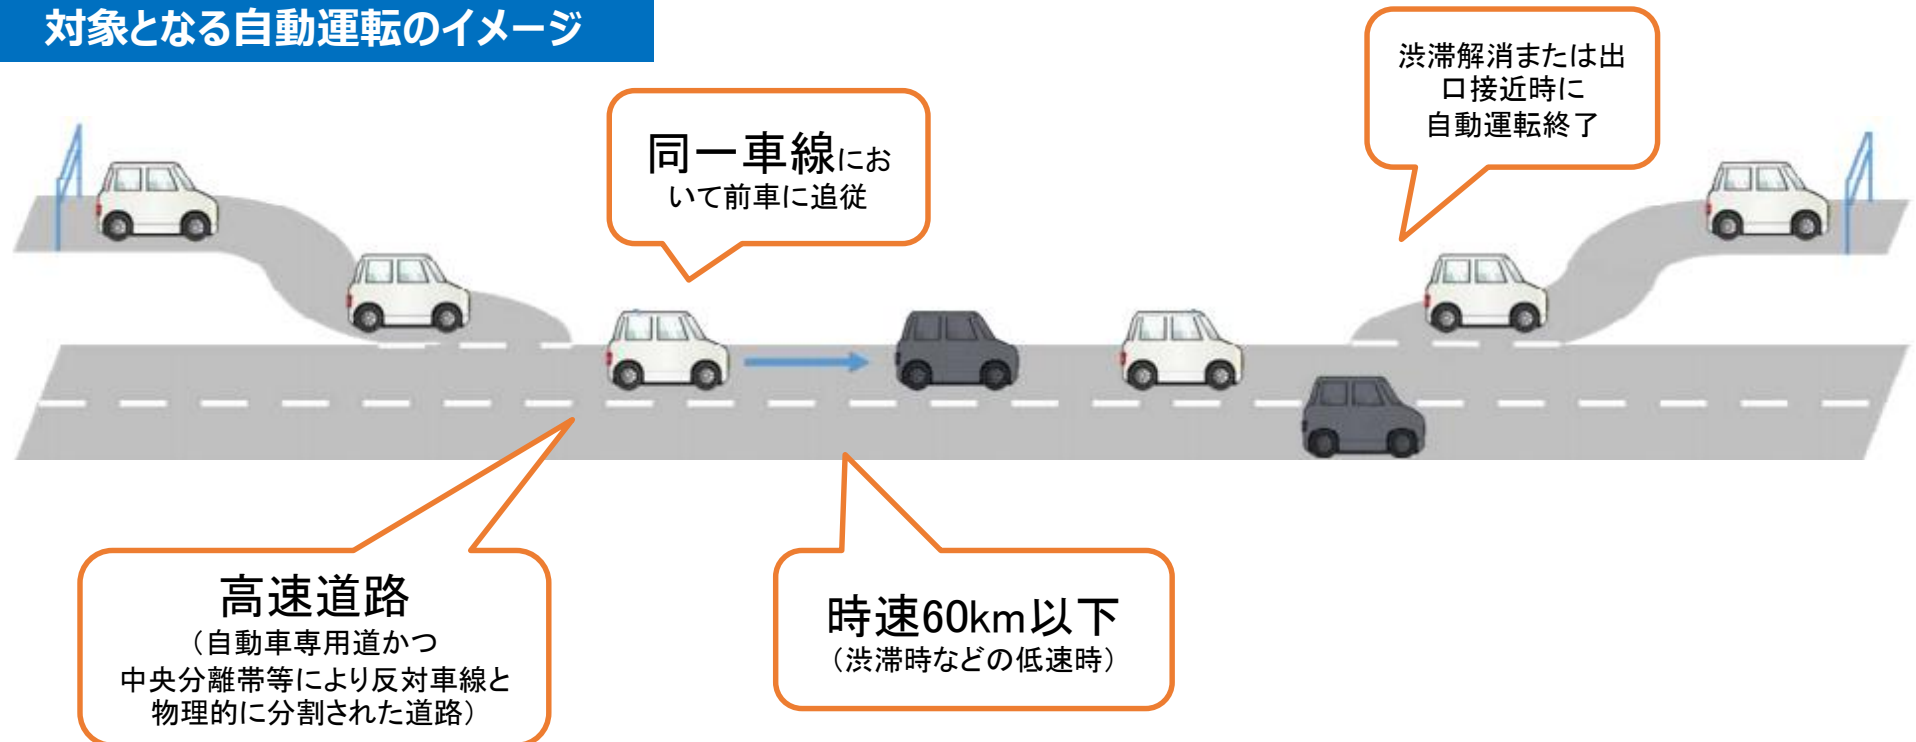 対象となる自動運転のイメージ
渋滞解消または出
口接近時に
自動運転終了
同一車線にお
いて前車に追従
高速道路
（自動車専用道かつ
中央分離帯等により反対車線と
物理的に分割された道路）
時速60km以下
（渋滞時などの低速時）